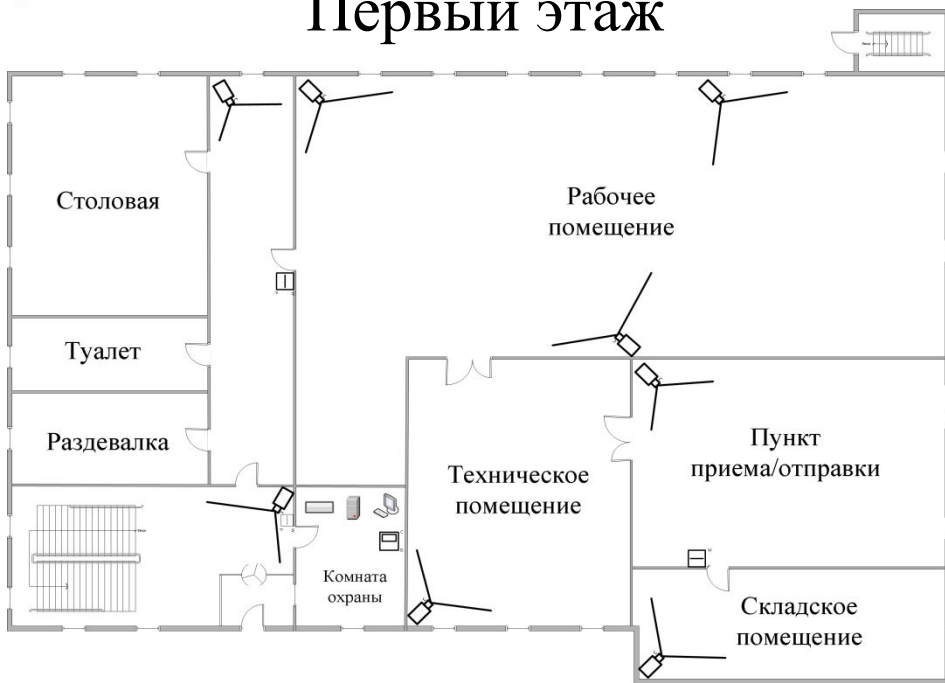 Первый этаж
Столовая
Рабочее
помещение
Туалет
Раздевалка
Техническое
помещение
Пункт
приема/отправки
Комната
охраны
Складское
помещение